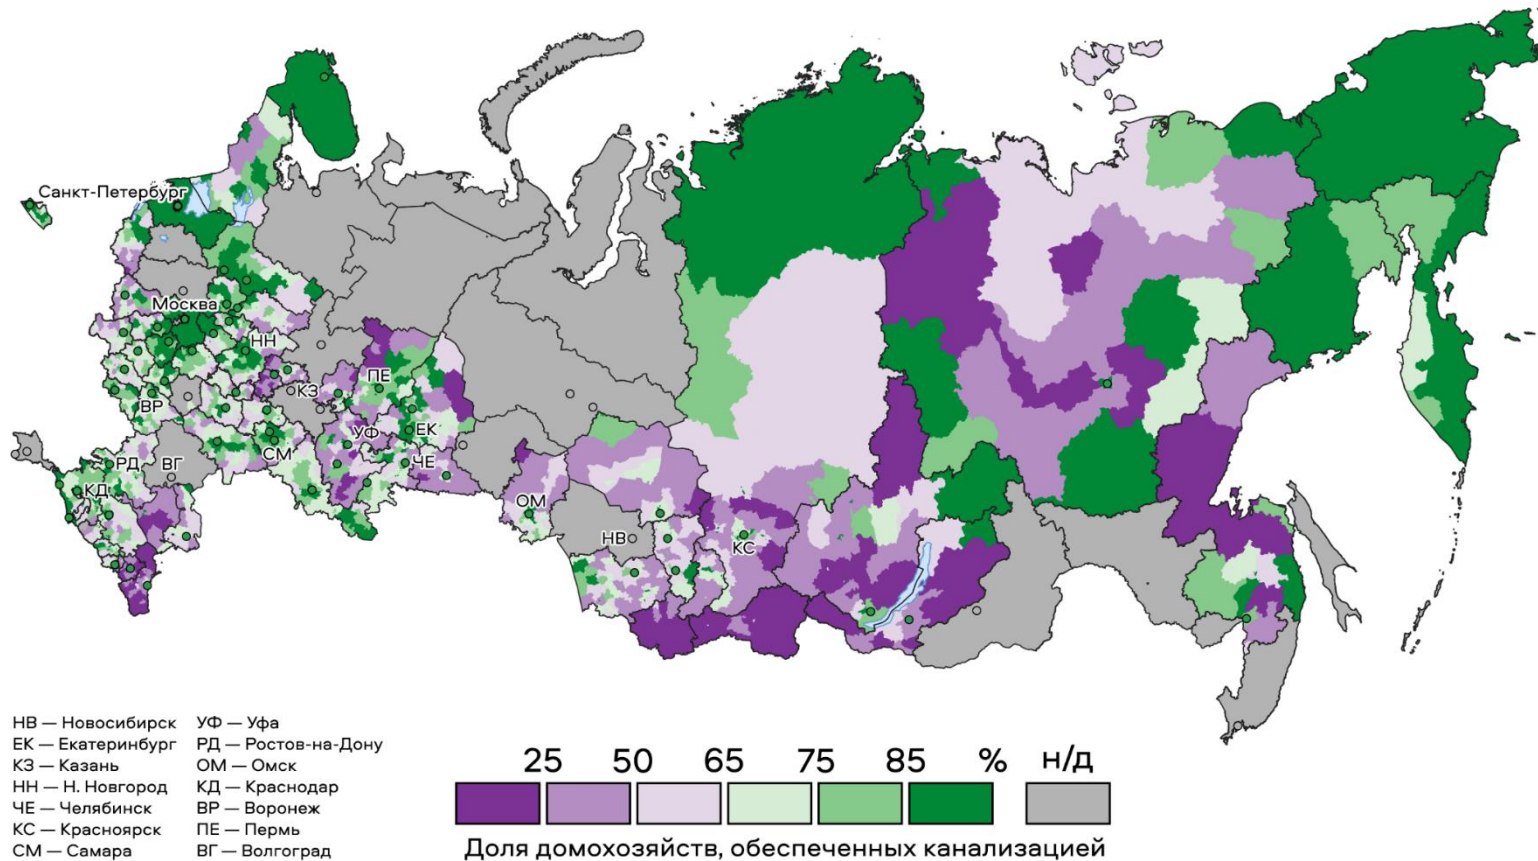 Санкт-Петербург
Москва
НН
ПЕ
КЗ
ВР
ЕК
УФ
СМ
ЧЕ
РД
ВГ
КД
ОМ
НВ
КС
НВ — Новосибирск
ЕК — Екатеринбург
КЗ — Казань
НН — Н. Новгород
ЧЕ — Челябинск
КС — Красноярск
СМ — Самара
УФ — Уфа
РД — Ростов-на-Дону
ОМ — Омск
КД — Краснодар
ВР — Воронеж
ПЕ — Пермь
ВГ — Волгоград
25 50 65 75 85 % н/д
Доля домохозяйств, обеспеченных канализацией